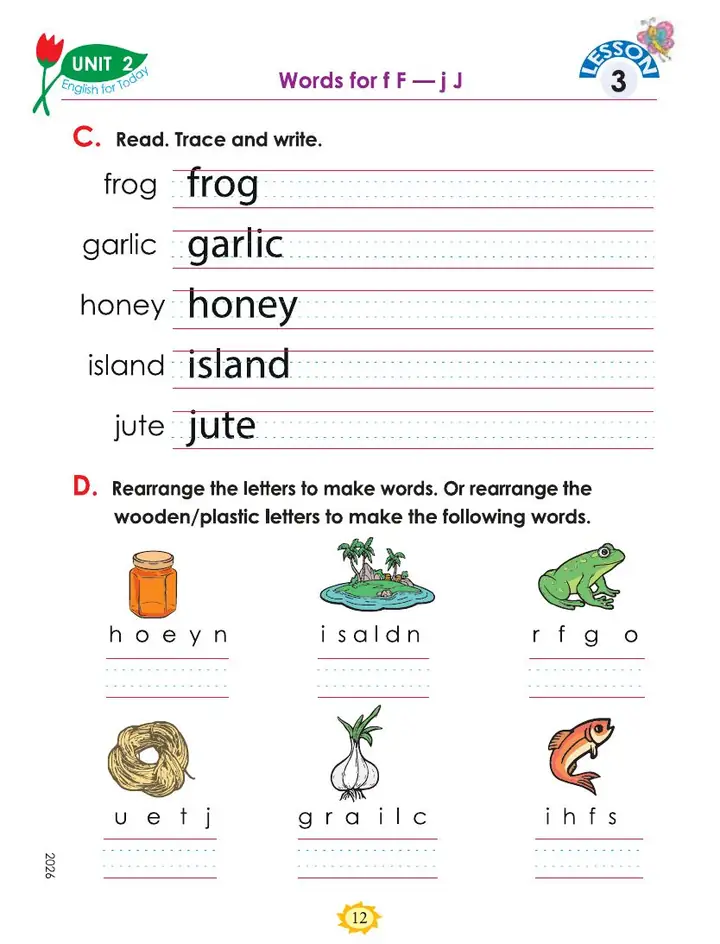 UNIT 2
English for Today
Words for f F — j J
LESSON
3
C. Read. Trace and write.
frog frog
garlic garlic
honey honey
island island
jute jute
D. Rearrange the letters to make words. Or rearrange the
wooden/plastic letters to make the following words.
h o e y n i s a l d n r f g o
u e t j g r a i l c i h f s
2026
12